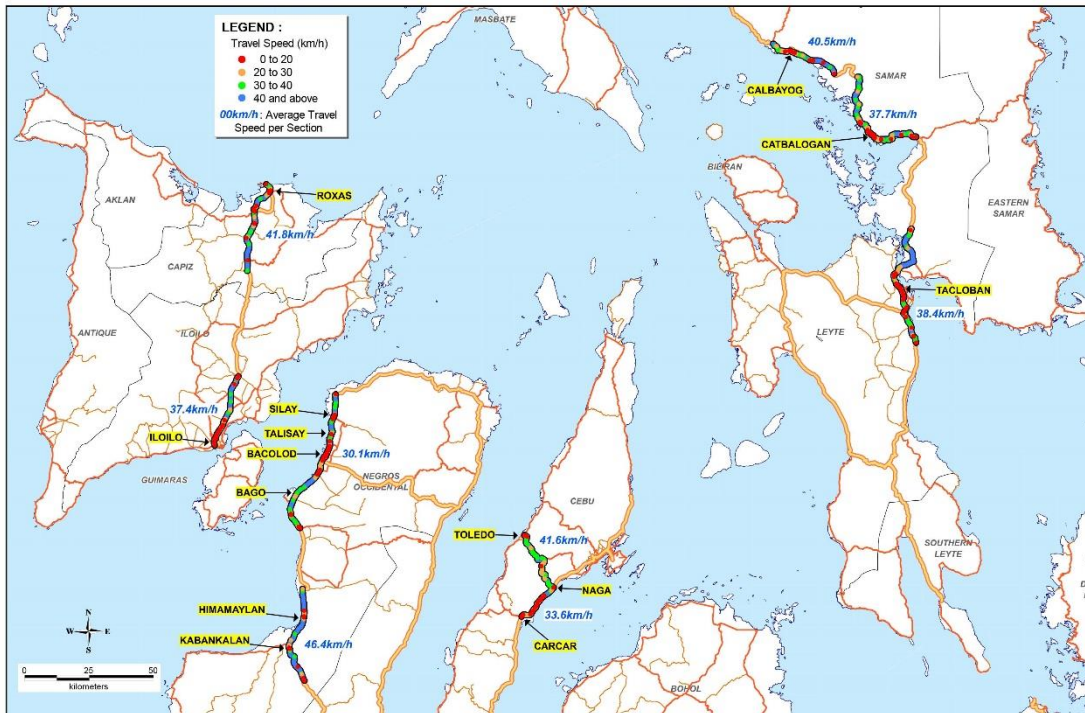 LEGEND :
Travel Speed (km/h)
0 to 20
20 to 30
30 to 40
40 and above
00km/h : Average Travel
Speed per Section
MASBATE
40.5km/h
SAMAR
CALBAYOG
37.7km/h
CATBALOGAN
BILIRAN
EASTERN
SAMAR
ROXAS
AKLAN
41.8km/h
CAPIZ
TACLOBAN
38.4km/h
LEYTE
ANTIQUE
ILOILO
37.4km/h
ILOILO
SILAY
TALISAY
BACOLOD
30.1km/h
NEGROS
OCCIDENTAL
GUIMARAS
BAGO
CEBU
TOLEDO
41.6km/h
SOUTHERN
LEYTE
NAGA
HIMAMAYLAN
33.6km/h
CARCAR
KABANKALAN
46.4km/h
BOHOL
N
W E
S
0 25 50
kilometers